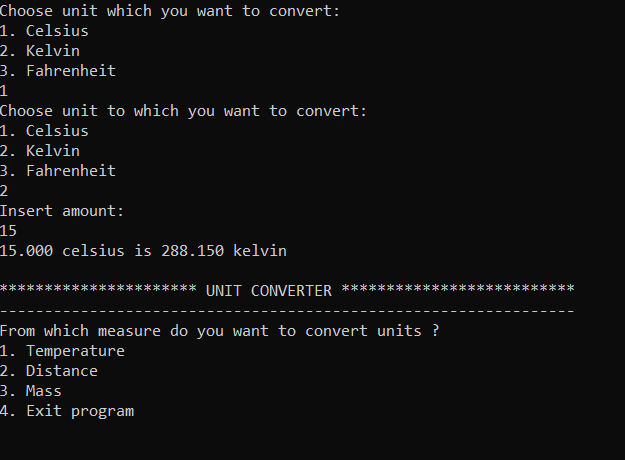 Choose unit which you want to convert:
1. Celsius
2. Kelvin
3. Fahrenheit
1
Choose unit to which you want to convert:
1. Celsius
2. Kelvin
3. Fahrenheit
2
Insert amount:
15
15.000 celsius is 288.150 kelvin
********************** UNIT CONVERTER **************************
----------------------------------------------------------------
From which measure do you want to convert units ?
1. Temperature
2. Distance
3. Mass
4. Exit program